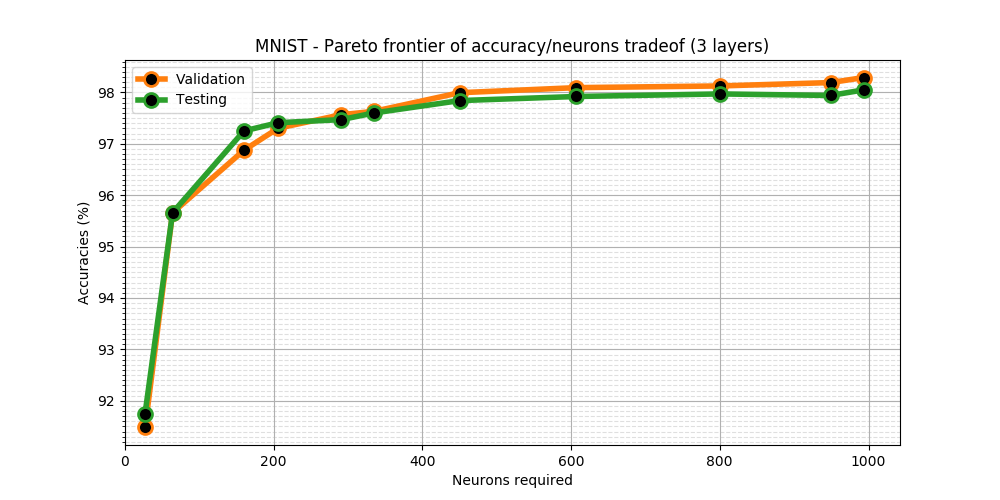 MNIST - Pareto frontier of accuracy/neurons tradeof (3 layers)
Validation
Testing
98
97
96
95
94
93
92
Accuracies (%)
0 200 400 600 800 1000
Neurons required